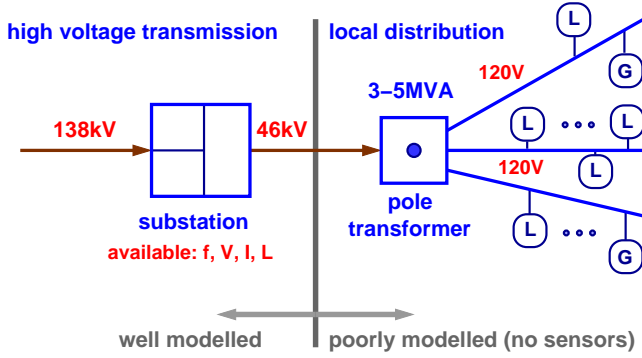 high voltage transmission
local distribution
L
G
120V
3–5MVA
138kV
46kV
L
L
L
120V
substation
available: f, V, I, L
pole
transformer
L
G
well modelled
poorly modelled (no sensors)